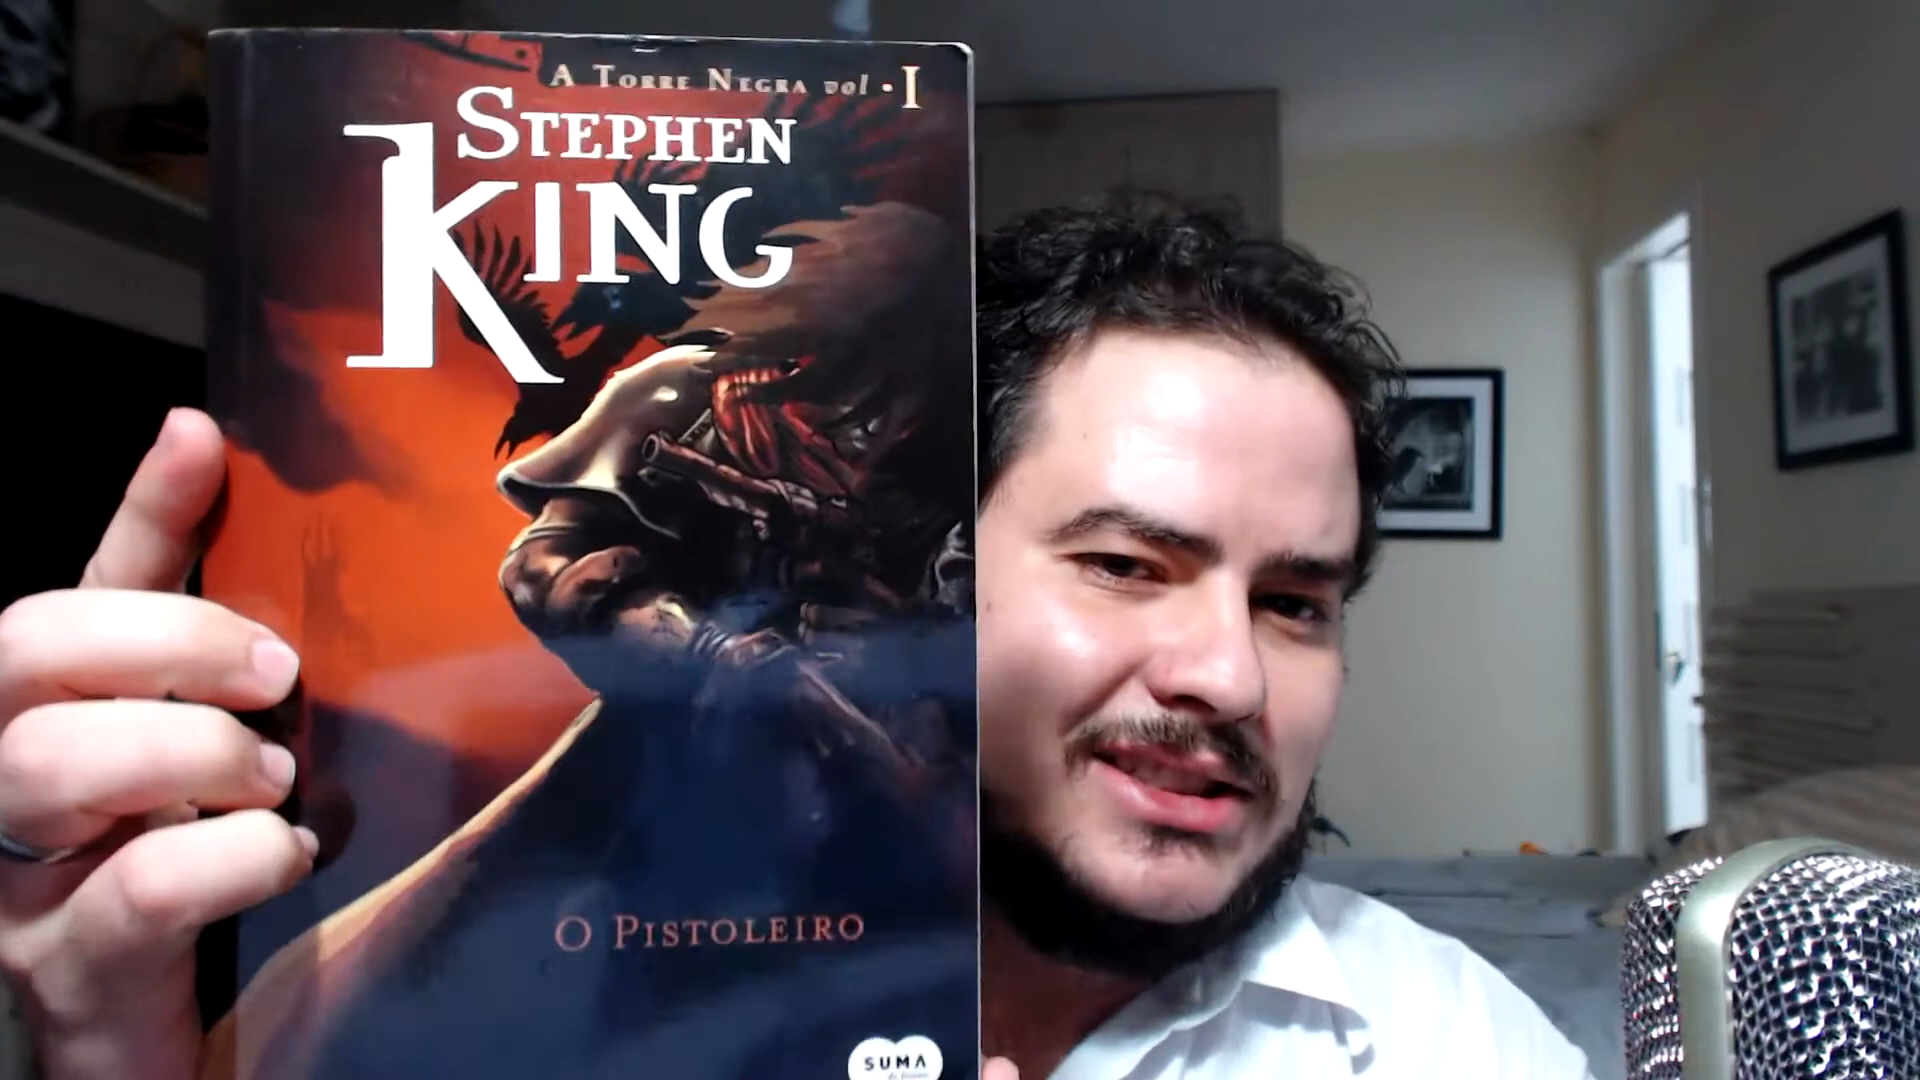 A TORRE NEGRA vol · I
STEPHEN
KING
O PISTOLEIRO
SUMA